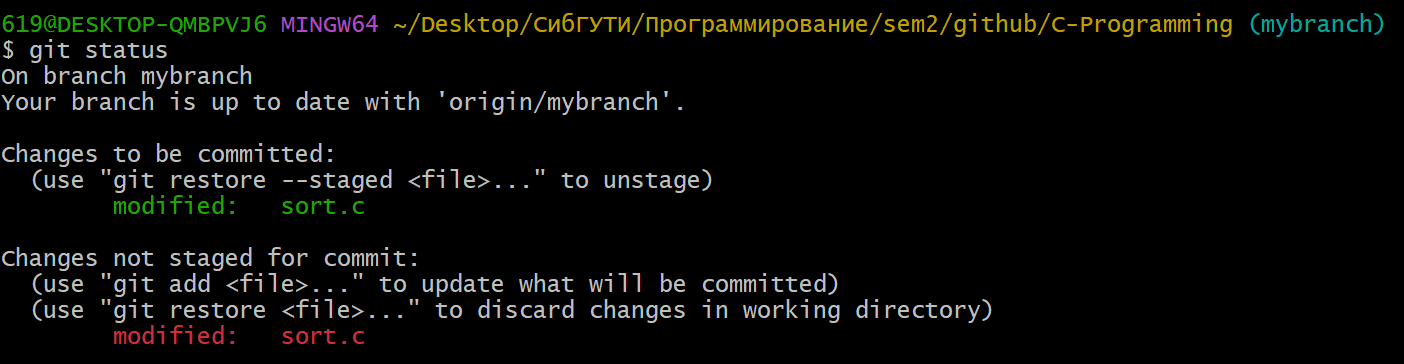 619@DESKTOP-QMBPVJ6 MINGW64 ~/Desktop/СибГУТИ/Программирование/sem2/github/C-Programming (mybranch)
$ git status
On branch mybranch
Your branch is up to date with 'origin/mybranch'.

Changes to be committed:
  (use "git restore --staged <file>..." to unstage)
        modified:   sort.c

Changes not staged for commit:
  (use "git add <file>..." to update what will be committed)
  (use "git restore <file>..." to discard changes in working directory)
        modified:   sort.c